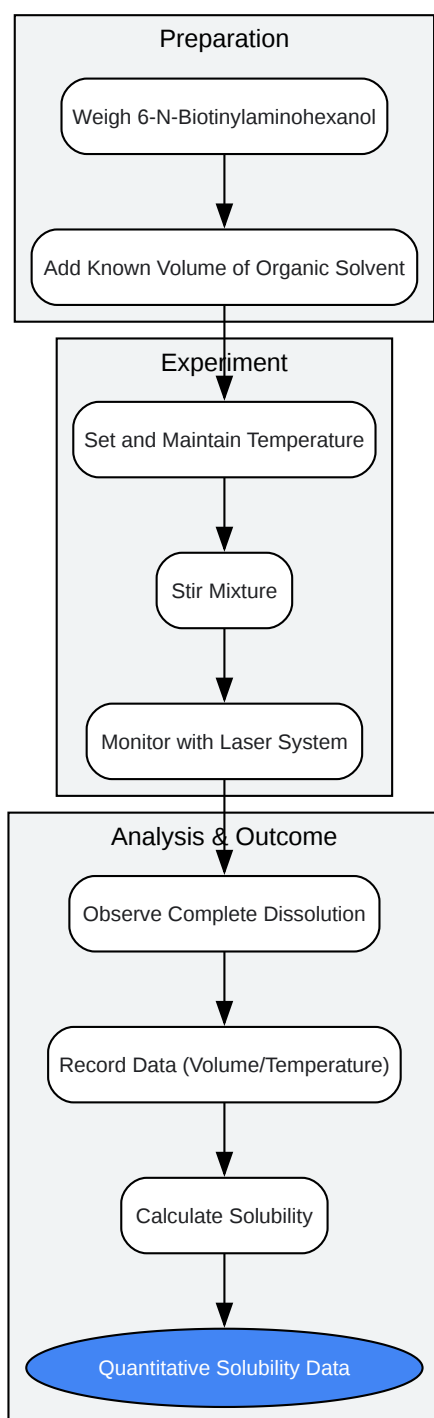 Preparation
Weigh 6-N-Biotinylaminohexanol
Add Known Volume of Organic Solvent
Experiment
Set and Maintain Temperature
Stir Mixture
Monitor with Laser System
Analysis & Outcome
Observe Complete Dissolution
Record Data (Volume/Temperature)
Calculate Solubility
Quantitative Solubility Data